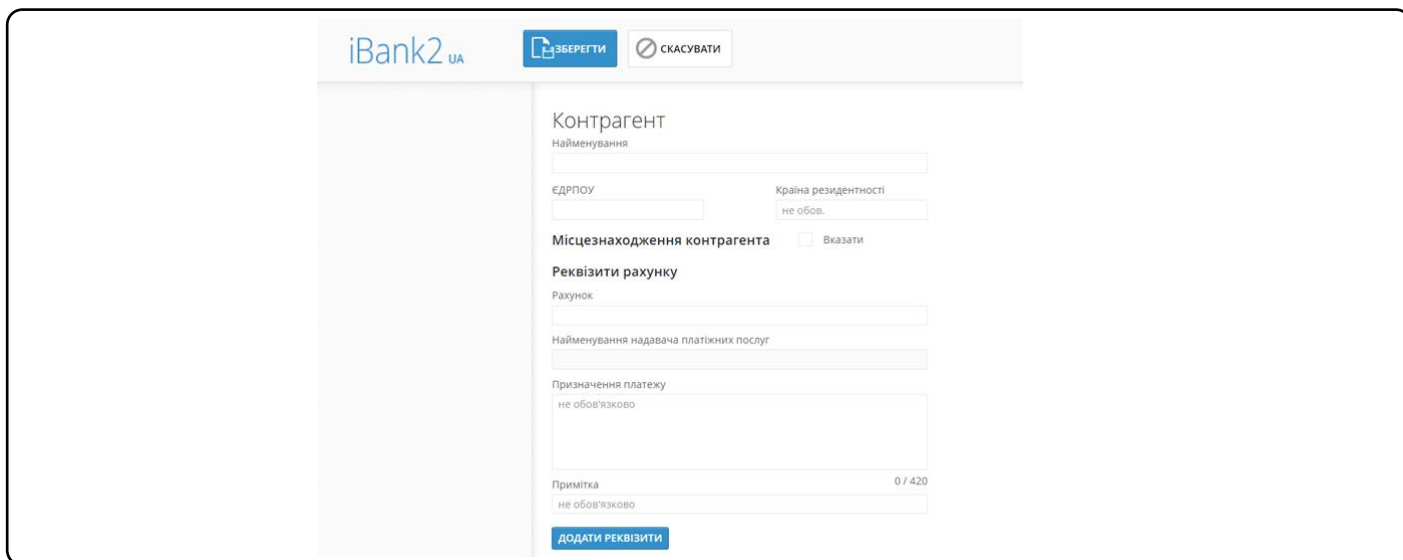 iBank2 UA
ЗБЕРЕГТИ
СКАСУВАТИ
Контрагент
Найменування
ЄДРПОУ Країна резидентності
не обов.
Місцезнаходження контрагента Вказати
Реквізити рахунку
Рахунок
Найменування надавача платіжних послуг
Призначення платежу
не обов'язково
0 / 420
Примітка
не обов'язково
ДОДАТИ РЕКВІЗИТИ